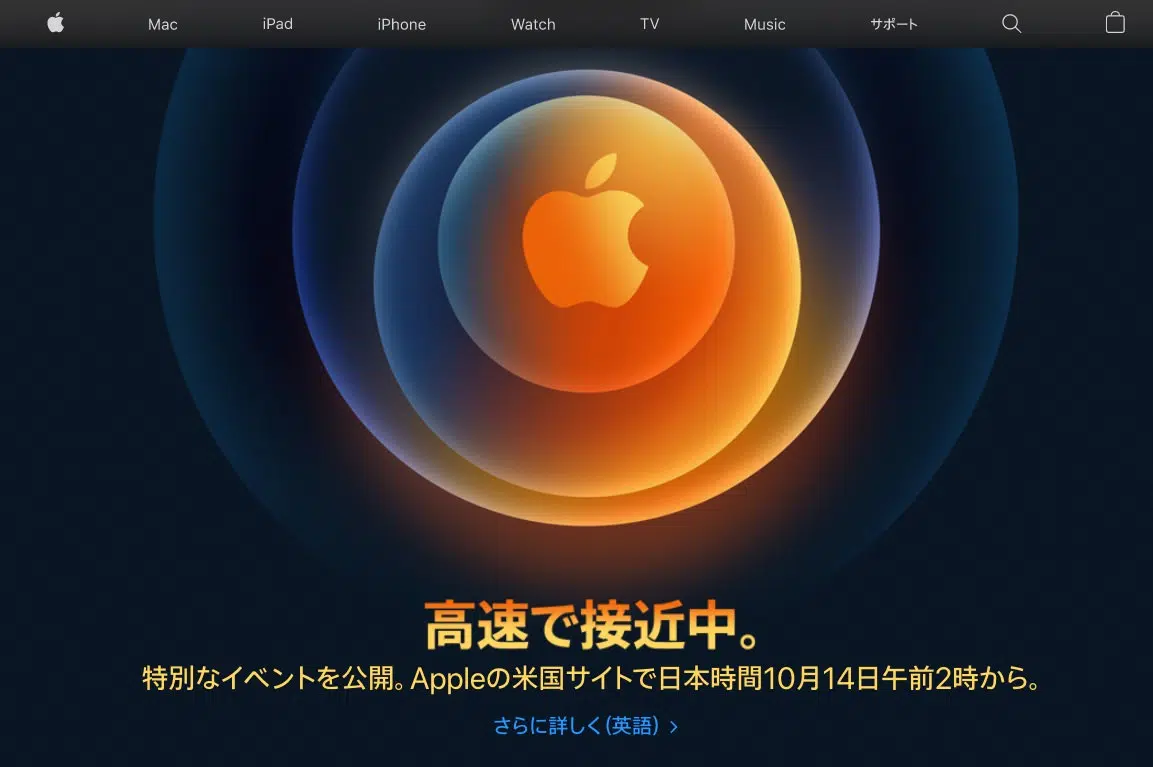 Mac iPad iPhone Watch TV Music サポート
高速で接近中。
特別なイベントを公開。Appleの米国サイトで日本時間10月14日午前2時から。
さらに詳しく(英語) >